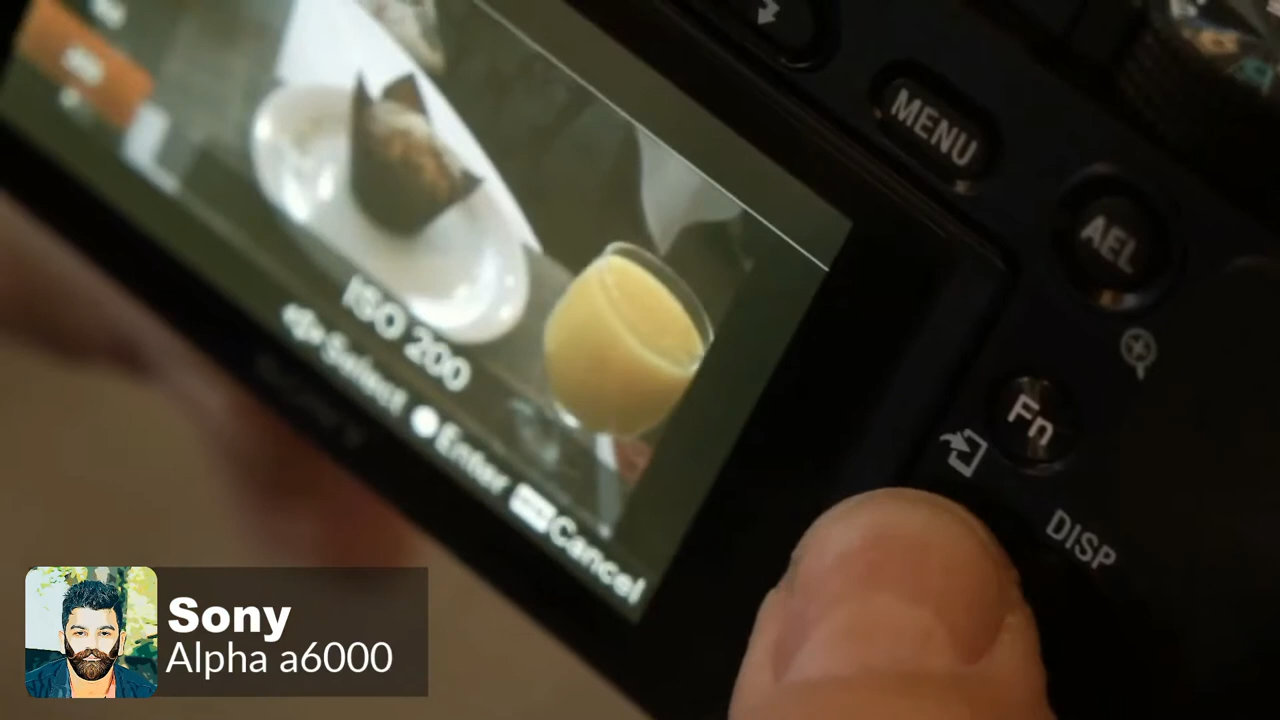 MENU
AEL
Fn
DISP
ISO 200
Select
Enter
Cancel
Sony
Alpha a6000